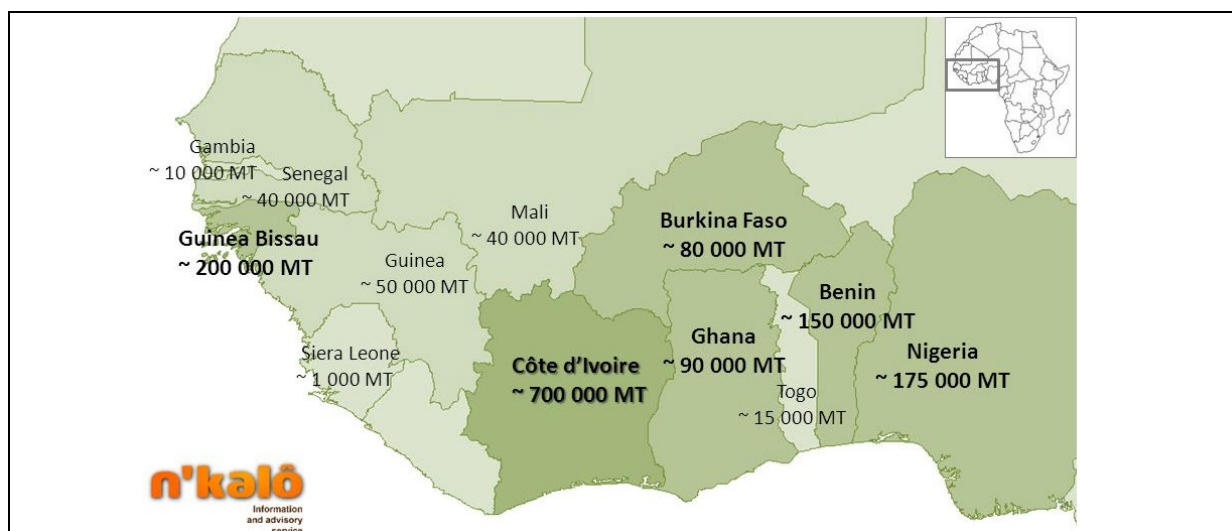 Gambia
~ 10 000 MT
Senegal
~ 40 000 MT
Guinea Bissau
~ 200 000 MT
Guinea
~ 50 000 MT
Siera Leone
~ 1 000 MT
Mali
~ 40 000 MT
Burkina Faso
~ 80 000 MT
Côte d’Ivoire
~ 700 000 MT
Ghana
~ 90 000 MT
Togo
~ 15 000 MT
Benin
~ 150 000 MT
Nigeria
~ 175 000 MT
n'kalô
Information
and advisory
service